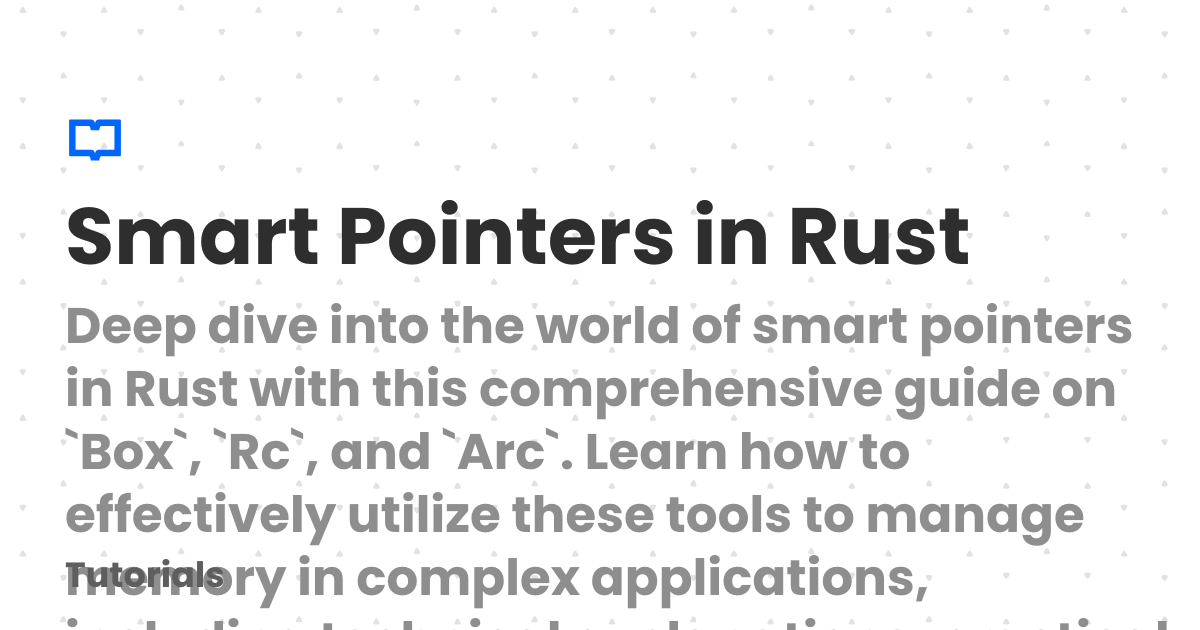 Smart Pointers in Rust
Deep dive into the world of smart pointers
in Rust with this comprehensive guide on
`Box`, `Rc`, and `Arc`. Learn how to
effectively utilize these tools to manage
memory in complex applications,
Tutorials